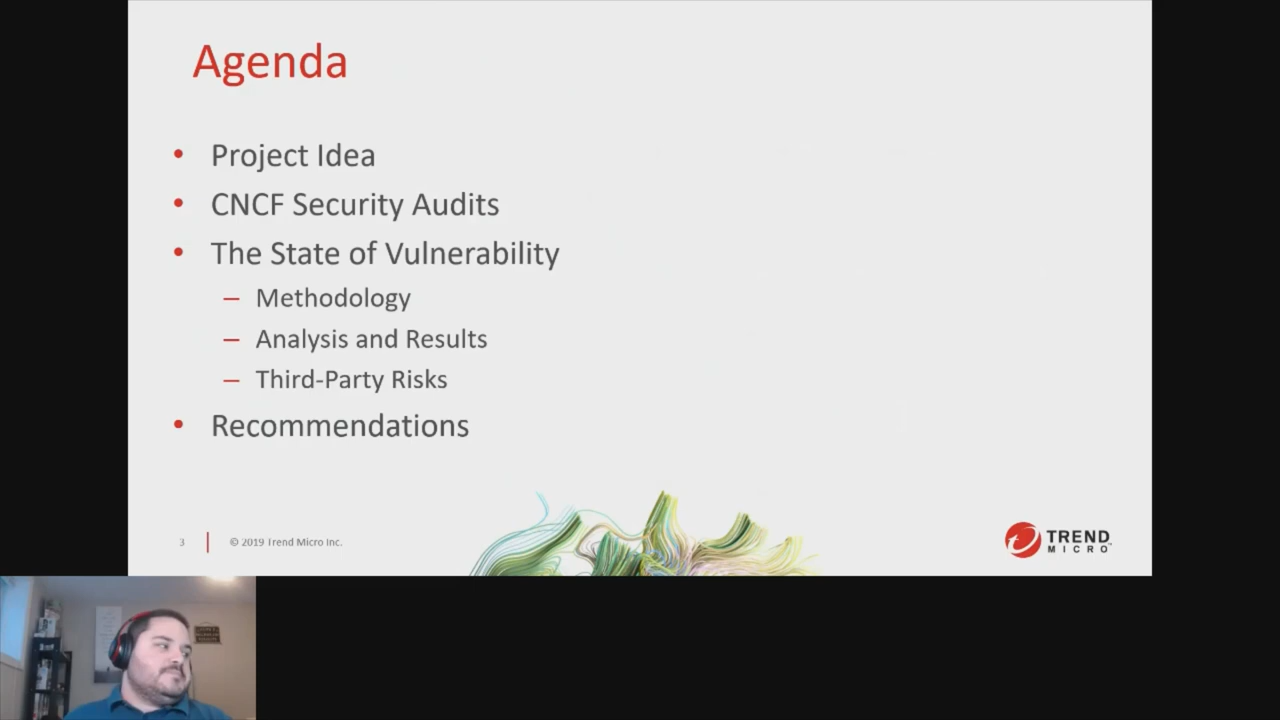 Agenda
• Project Idea
• CNCF Security Audits
• The State of Vulnerability
– Methodology
– Analysis and Results
– Third-Party Risks
• Recommendations
3
© 2019 Trend Micro Inc.
TREND
MICRO™